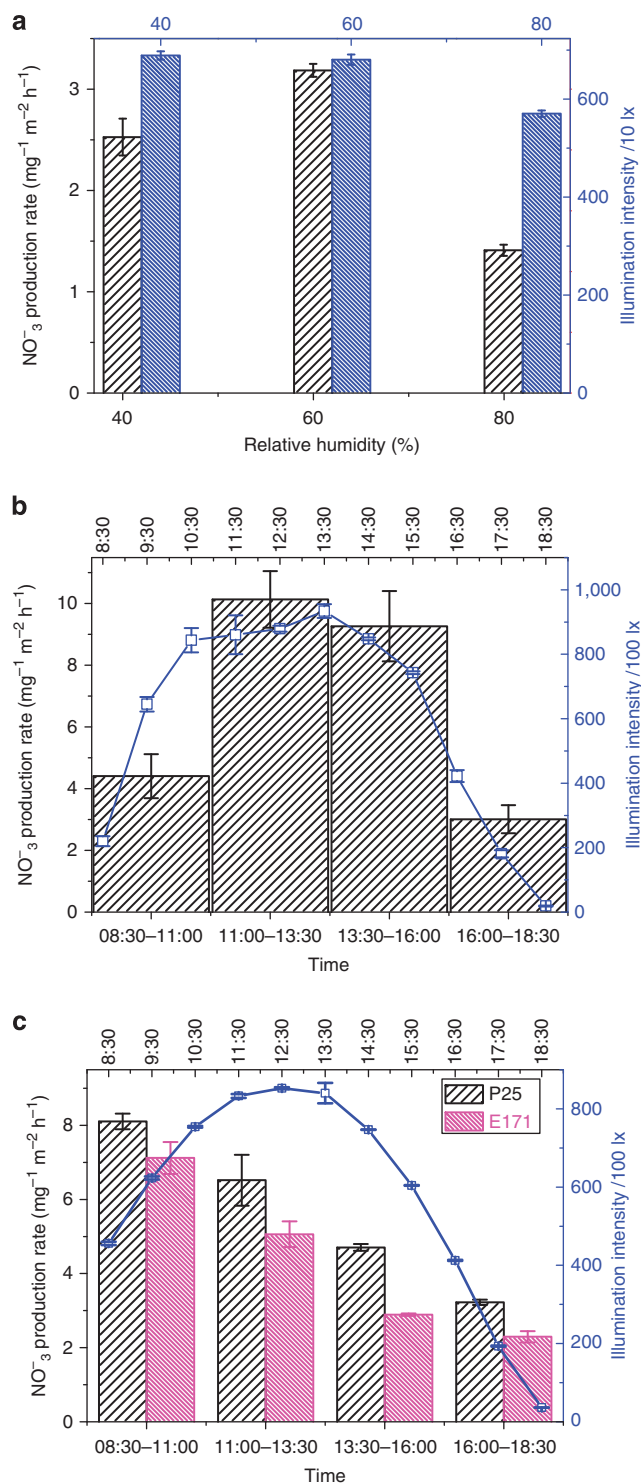 a
40 60 80
NO⁻₃ production rate (mg⁻¹ m⁻² h⁻¹)
3
2
1
0
600
400
200
0
Illumination intensity /10 lx
40 60 80
Relative humidity (%)
b
8:30 9:30 10:30 11:30 12:30 13:30 14:30 15:30 16:30 17:30 18:30
NO⁻₃ production rate (mg⁻¹ m⁻² h⁻¹)
10
8
6
4
2
0
1,000
800
600
400
200
0
Illumination intensity /100 lx
08:30–11:00 11:00–13:30 13:30–16:00 16:00–18:30
Time
c
8:30 9:30 10:30 11:30 12:30 13:30 14:30 15:30 16:30 17:30 18:30
P25
E171
NO⁻₃ production rate (mg⁻¹ m⁻² h⁻¹)
8
6
4
2
0
800
600
400
200
0
Illumination intensity /100 lx
08:30–11:00 11:00–13:30 13:30–16:00 16:00–18:30
Time